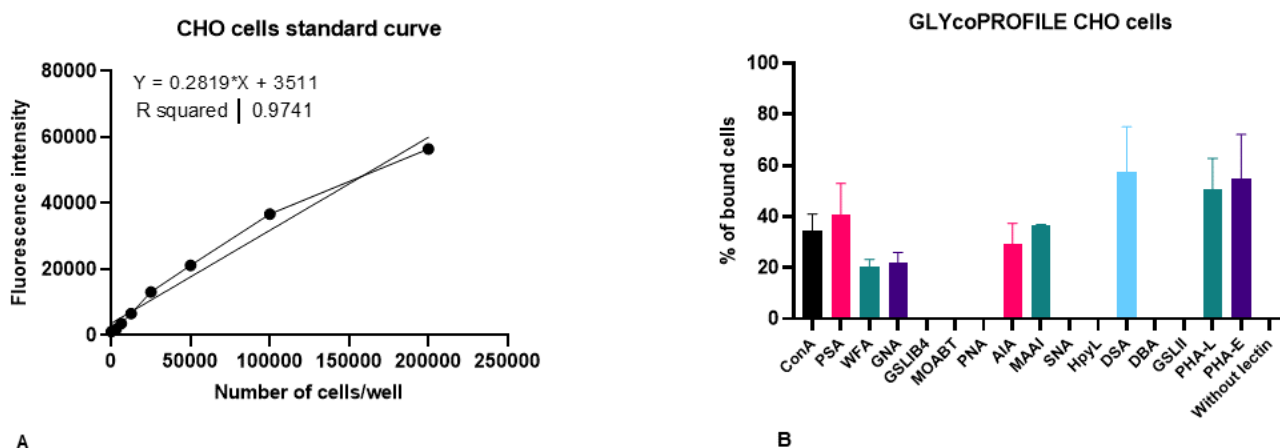 CHO cells standard curve
Y = 0.2819*X + 3511
R squared | 0.9741
Fluorescence intensity
80000
60000
40000
20000
0
0 50000 100000 150000 200000 250000
Number of cells/well
A
GLYcoPROFILE CHO cells
% of bound cells
100
80
60
40
20
0
ConA
PSA
WFA
GNA
GSLIB4
MOABT
PNA
AIA
MAAI
SNA
HpyL
DSA
DBA
GSLII
PHA-L
PHA-E
Without lectin
B